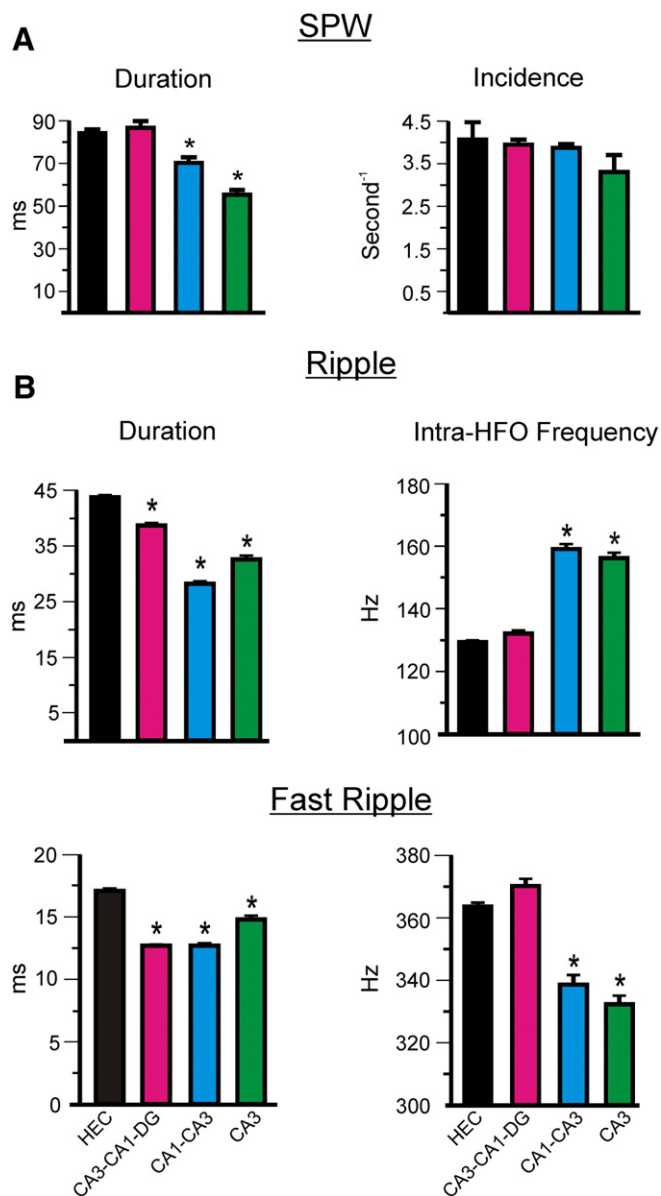 A
SPW
Duration
Incidence
90
70
50
30
10
ms
4.5
3.5
2.5
1.5
0.5
Second⁻¹
* *
Ripple
B
Duration
Intra-HFO Frequency
45
35
25
15
5
ms
* * *
180
160
130
120
100
Hz
* *
Fast Ripple
20
15
10
5
0
ms
* * *
HEC
CA3-CA1-DG
CA1-CA3
CA3
380
360
340
320
300
Hz
* *
HEC
CA3-CA1-DG
CA1-CA3
CA3